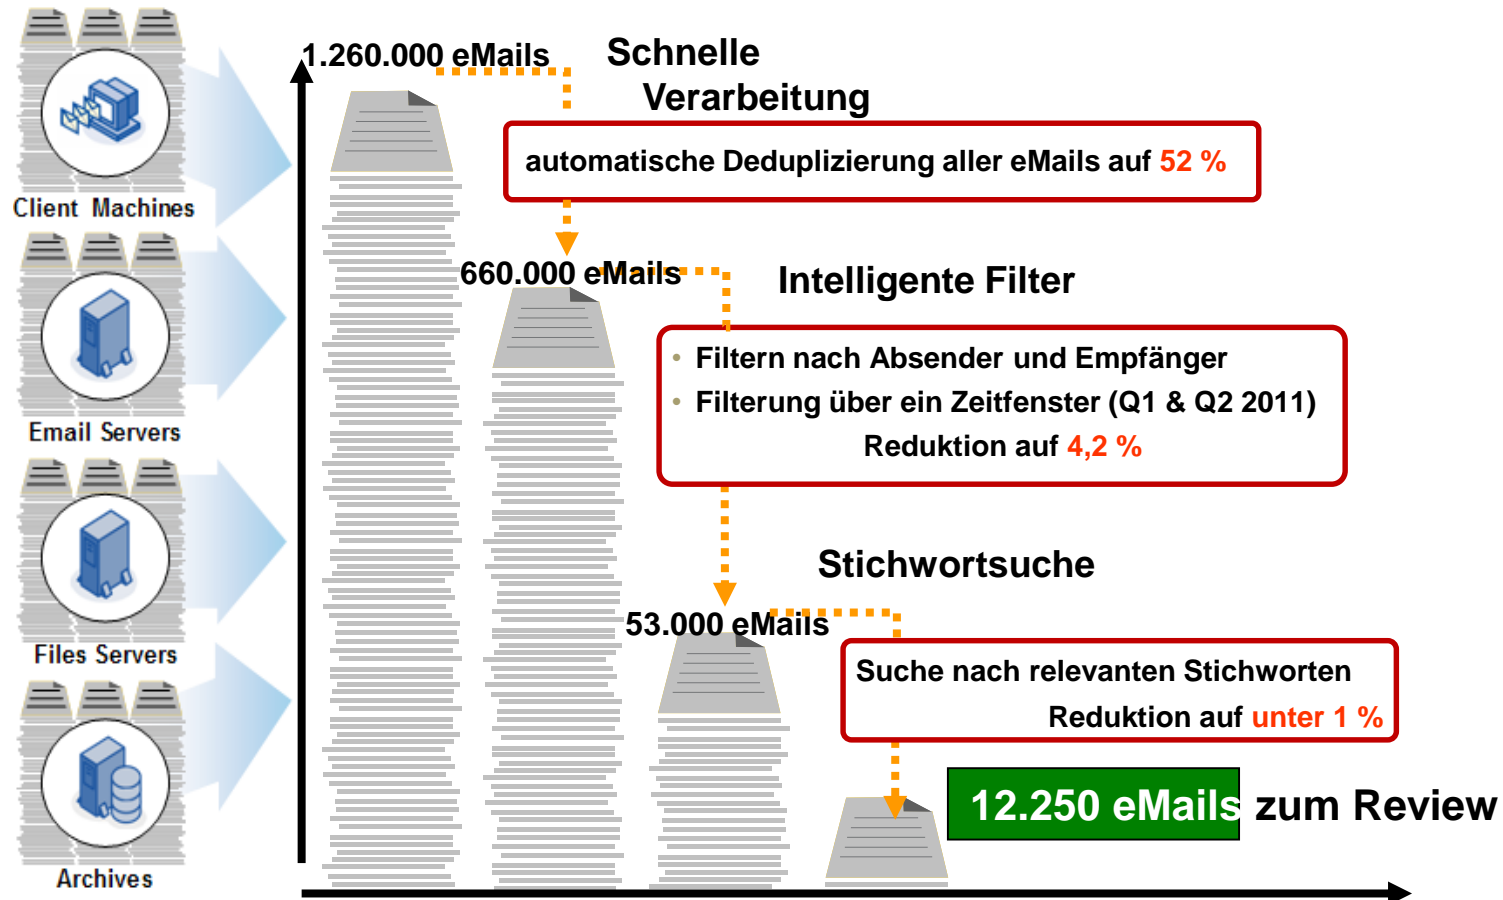 Client Machines
Email Servers
Files Servers
Archives
1.260.000 eMails
Schnelle
Verarbeitung
automatische Deduplizierung aller eMails auf 52 %
660.000 eMails
Intelligente Filter
• Filtern nach Absender und Empfänger
• Filterung über ein Zeitfenster (Q1 & Q2 2011)
Reduktion auf 4,2 %
Stichwortsuche
53.000 eMails
Suche nach relevanten Stichworten
Reduktion auf unter 1 %
12.250 eMails zum Review